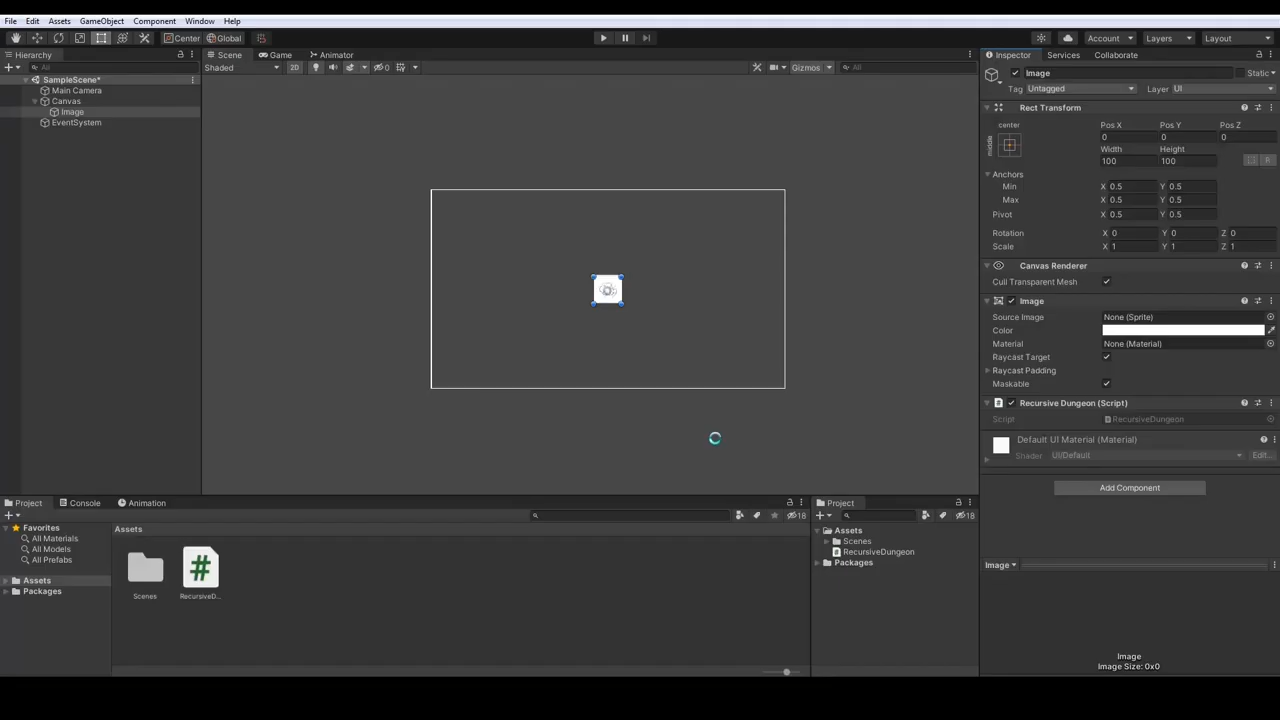 File Edit Assets GameObject Component Window Help
Center Global Account Layers Layout
Hierarchy Scene Game Animator Inspector Services Collaborate
All Shaded 2D 0 Gizmos All
Image Static
Tag Untagged Layer UI
SampleScene*
Main Camera
Canvas
Image
EventSystem
Rect Transform
center
middle
Pos X Pos Y Pos Z
0 0 0
Width Height
100 100
R
Anchors
Min X 0.5 Y 0.5
Max X 0.5 Y 0.5
Pivot X 0.5 Y 0.5
Rotation X 0 Y 0 Z 0
Scale X 1 Y 1 Z 1
Canvas Renderer
Cull Transparent Mesh
Image
Source Image None (Sprite)
Color
Material None (Material)
Raycast Target
Raycast Padding
Maskable
Recursive Dungeon (Script)
Script RecursiveDungeon
Default UI Material (Material)
Shader UI/Default Edit...
Add Component
Project Console Animation
18
Favorites
All Materials
All Models
All Prefabs
Assets
Packages
Assets
Scenes
RecursiveD...
#
Project
18
Assets
Scenes
RecursiveDungeon
Packages
Image
Image
Image Size: 0x0